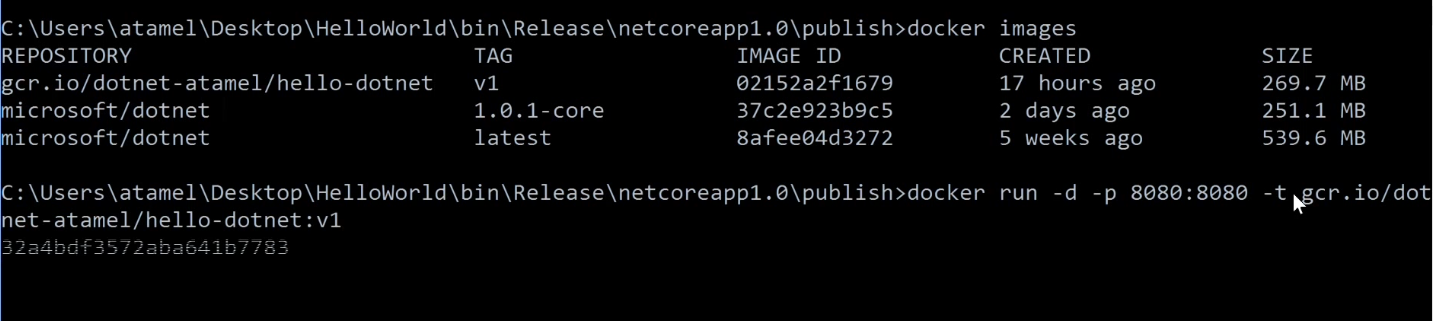 C:\Users\atamel\Desktop\HelloWorld\bin\Release\netcoreapp1.0\publish>docker images
REPOSITORY TAG IMAGE ID CREATED SIZE
gcr.io/dotnet-atamel/hello-dotnet v1 02152a2f1679 17 hours ago 269.7 MB
microsoft/dotnet 1.0.1-core 37c2e923b9c5 2 days ago 251.1 MB
microsoft/dotnet latest 8afee04d3272 5 weeks ago 539.6 MB
C:\Users\atamel\Desktop\HelloWorld\bin\Release\netcoreapp1.0\publish>docker run -d -p 8080:8080 -t gcr.io/dot
net-atamel/hello-dotnet:v1
32a4bdf3572aba641b7783